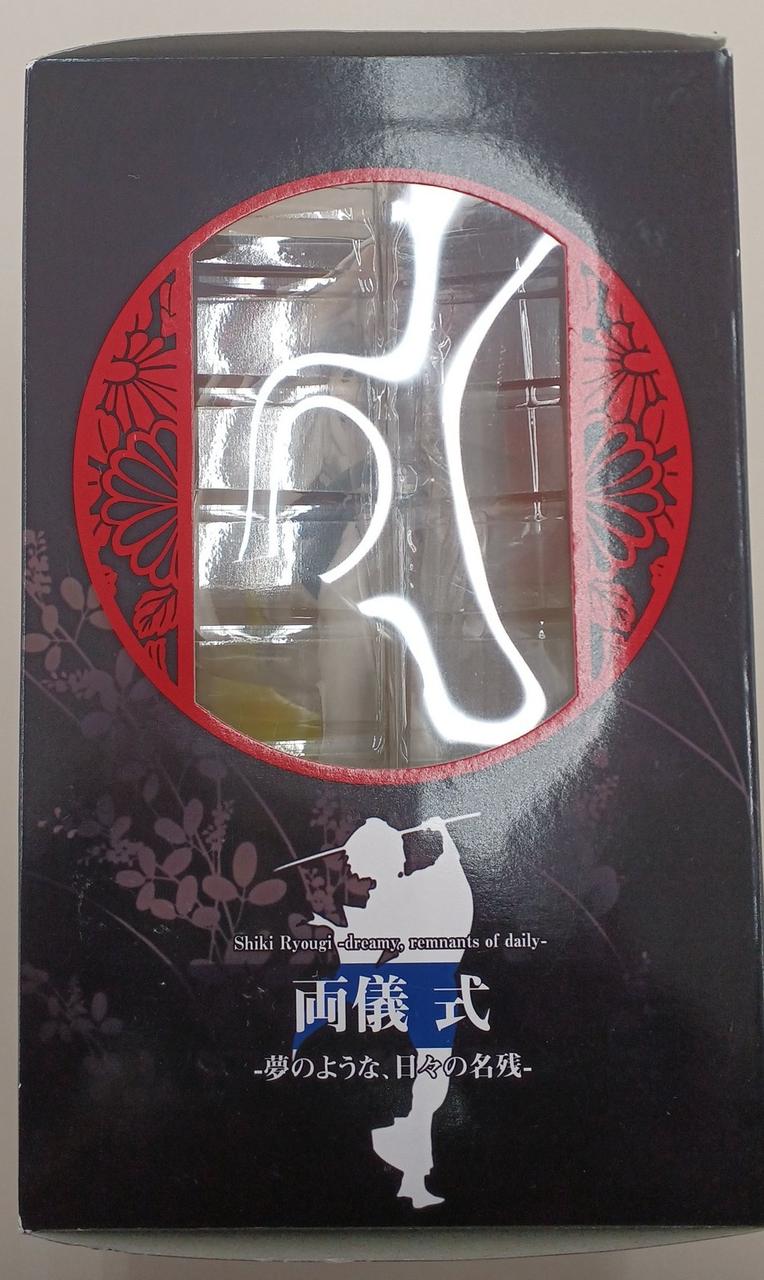 Shiki Ryougi -dreamy, remnants of daily-
両儀 式
-夢のような、日々の名残-